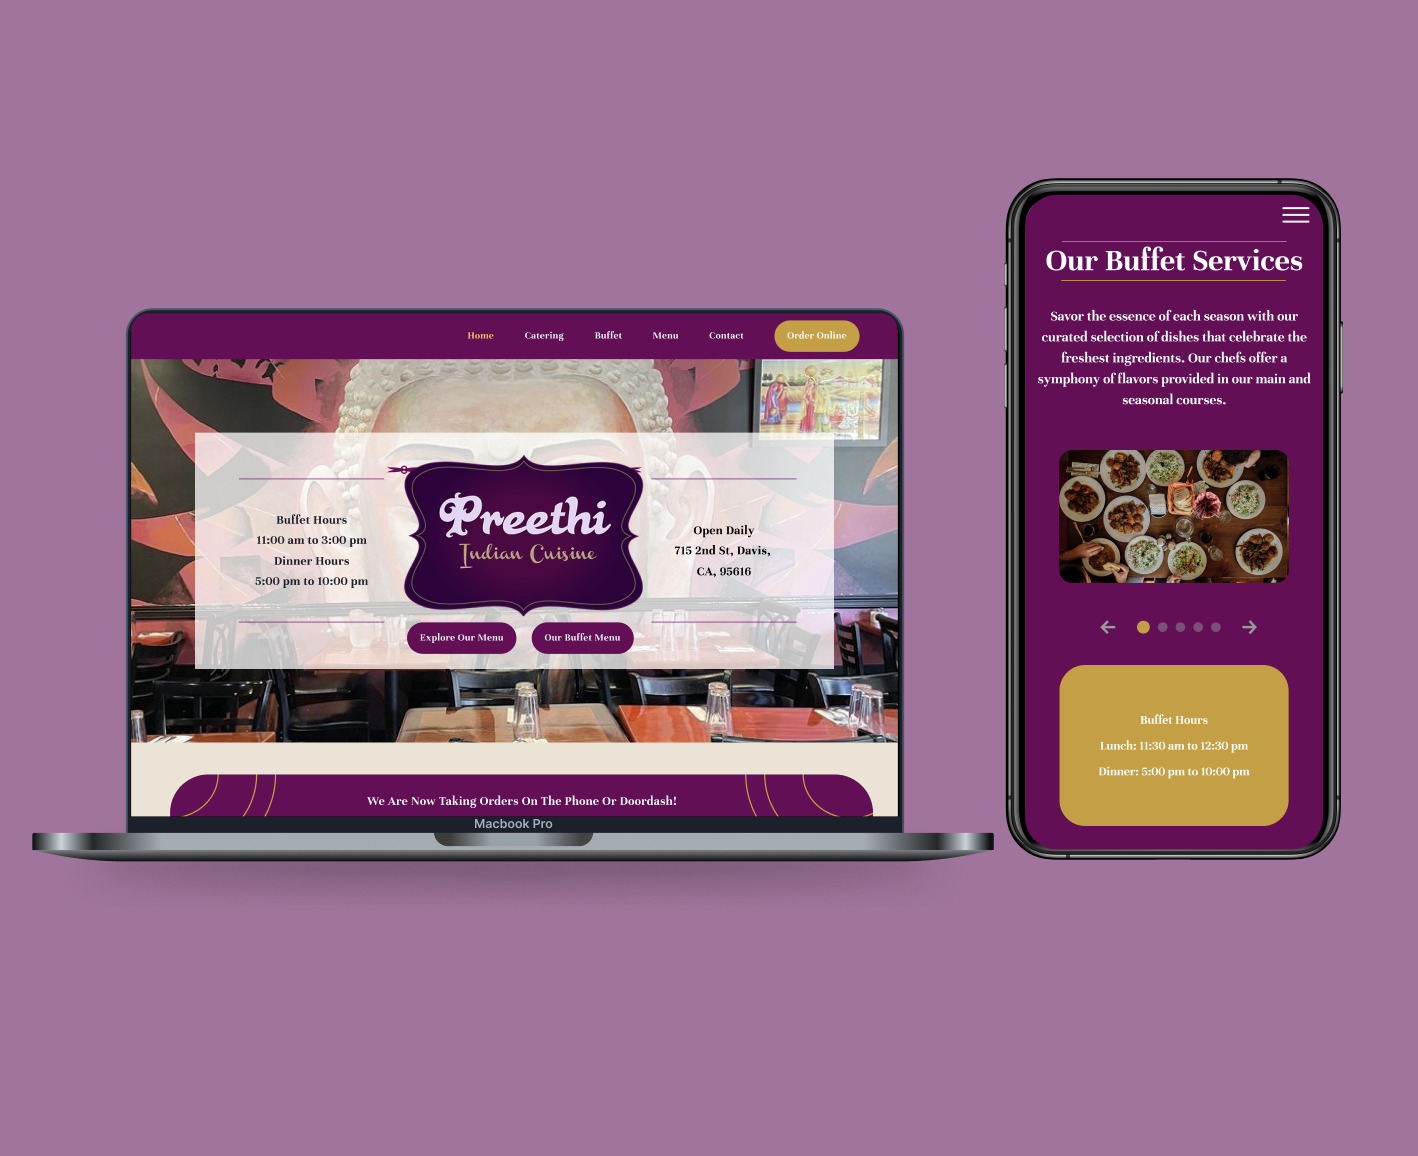 Home Catering Buffet Menu Contact Order Online
Buffet Hours
11:00 am to 3:00 pm
Dinner Hours
5:00 pm to 10:00 pm
Preethi
Indian Cuisine
Open Daily
715 2nd St, Davis,
CA, 95616
Explore Our Menu Our Buffet Menu
We Are Now Taking Orders On The Phone Or Doordash!
Macbook Pro
Our Buffet Services
Savor the essence of each season with our
curated selection of dishes that celebrate the
freshest ingredients. Our chefs offer a
symphony of flavors provided in our main and
seasonal courses.
Buffet Hours
Lunch: 11:30 am to 12:30 pm
Dinner: 5:00 pm to 10:00 pm